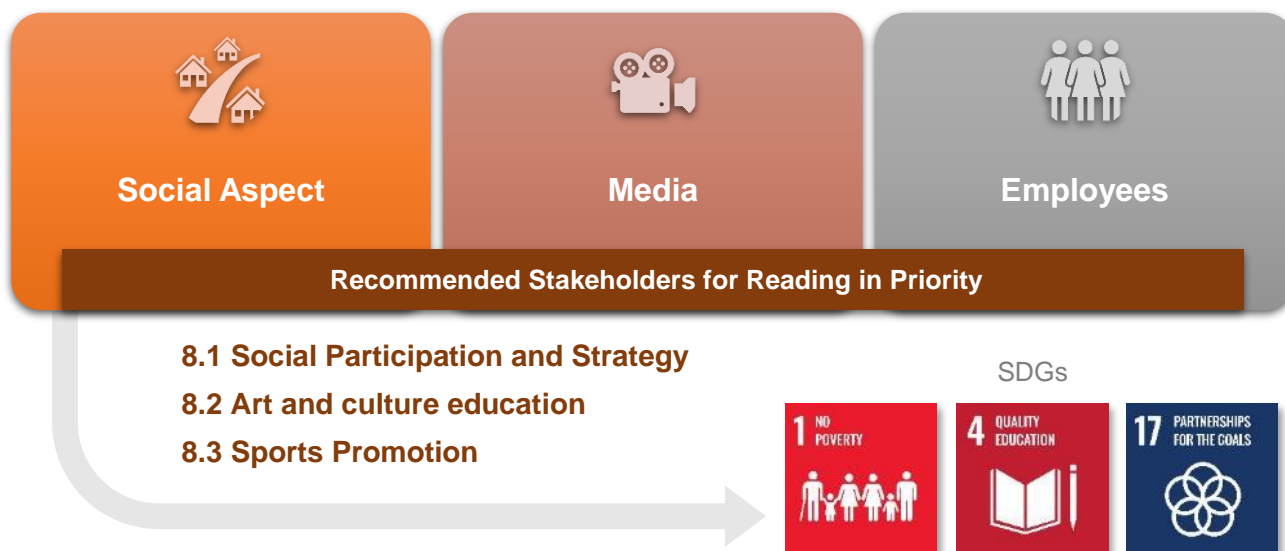 Social Aspect
Media
Employees
Recommended Stakeholders for Reading in Priority
8.1 Social Participation and Strategy
8.2 Art and culture education
8.3 Sports Promotion
SDGs
1 NO
POVERTY
4 QUALITY
EDUCATION
17 PARTNERSHIPS
FOR THE GOALS